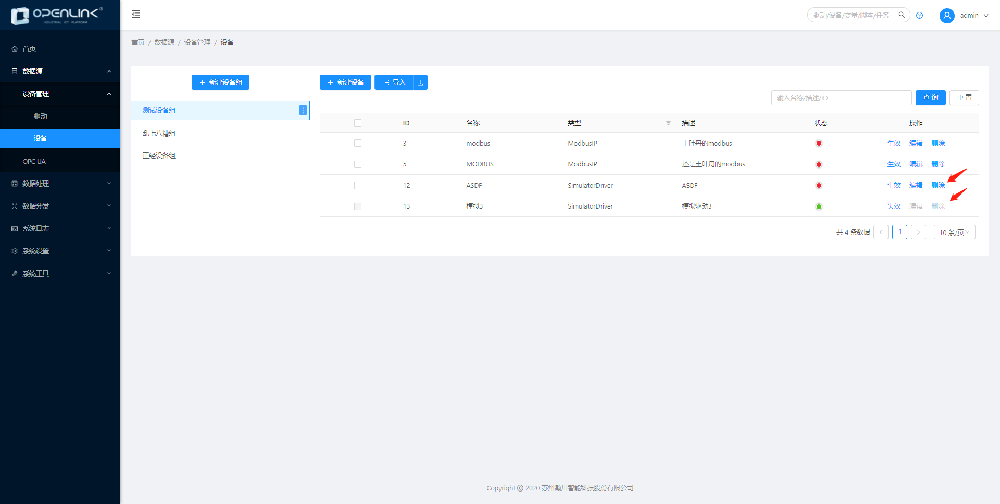 OPENLINK®
INDUSTRIAL IOT PLATFORM
驱动/设备/变量/脚本/任务
admin
首页
数据源
设备管理
驱动
设备
OPC UA
数据处理
数据分发
系统日志
系统设置
系统工具
首页 / 数据源 / 设备管理 / 设备
新建设备组
测试设备组
乱七八糟组
正经设备组
新建设备 导入
输入名称/描述/ID 查询 重置
ID 名称 类型 描述 状态 操作
3 modbus ModbusIP 王叶舟的modbus 生效 编辑 删除
5 MODBUS ModbusIP 还是王叶舟的modbus 生效 编辑 删除
12 ASDF SimulatorDriver ASDF 生效 编辑 删除
13 模拟3 SimulatorDriver 模拟驱动3 失效 编辑 删除
共 4 条数据 < 1 > 10 条/页
Copyright © 2020 苏州瀚川智能科技股份有限公司